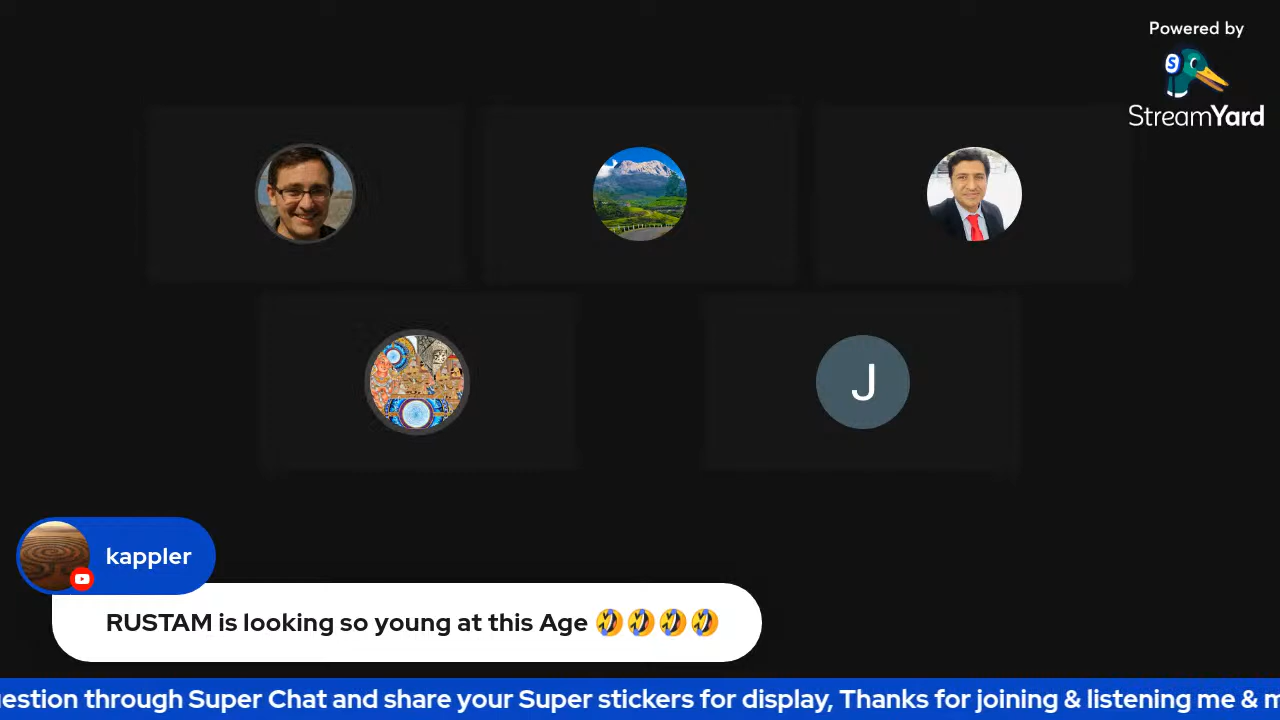 Powered by
StreamYard
J
kappler
RUSTAM is looking so young at this Age 🤣🤣🤣🤣
uestion through Super Chat and share your Super stickers for display, Thanks for joining & listening me & m